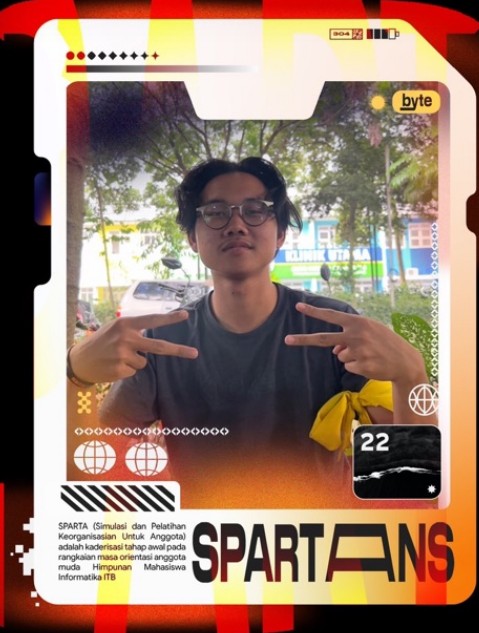 304
byte
KLINIK UTAMA
22
SPARTA (Simulasi dan Pelatihan
Keorganisasian Untuk Anggota)
adalah kaderisasi tahap awal pada
rangkaian masa orientasi anggota
muda Himpunan Mahasiswa
Informatika ITB
SPARTANS